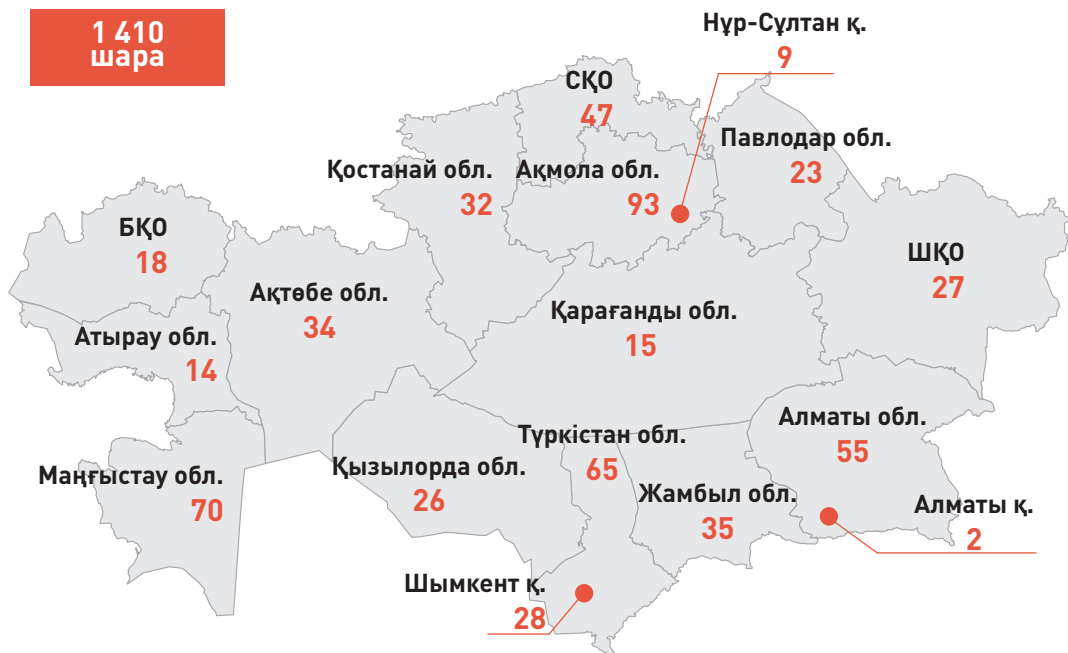 1 410
шара
Нұр-Сұлтан қ.
9
СҚО
47
Павлодар обл.
23
Қостанай обл.
32
Ақмола обл.
93
БҚО
18
ШҚО
27
Ақтөбе обл.
34
Қарағанды обл.
15
Атырау обл.
14
Алматы обл.
55
Түркістан обл.
65
Қызылорда обл.
26
Маңғыстау обл.
70
Жамбыл обл.
35
Алматы қ.
2
Шымкент қ.
28